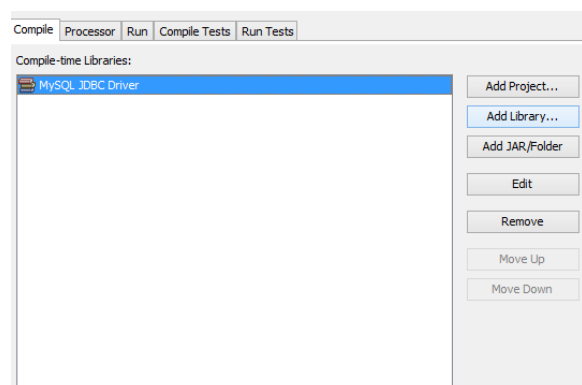 Compile Processor Run Compile Tests Run Tests
Compile-time Libraries:
MySQL JDBC Driver
Add Project...
Add Library...
Add JAR/Folder
Edit
Remove
Move Up
Move Down